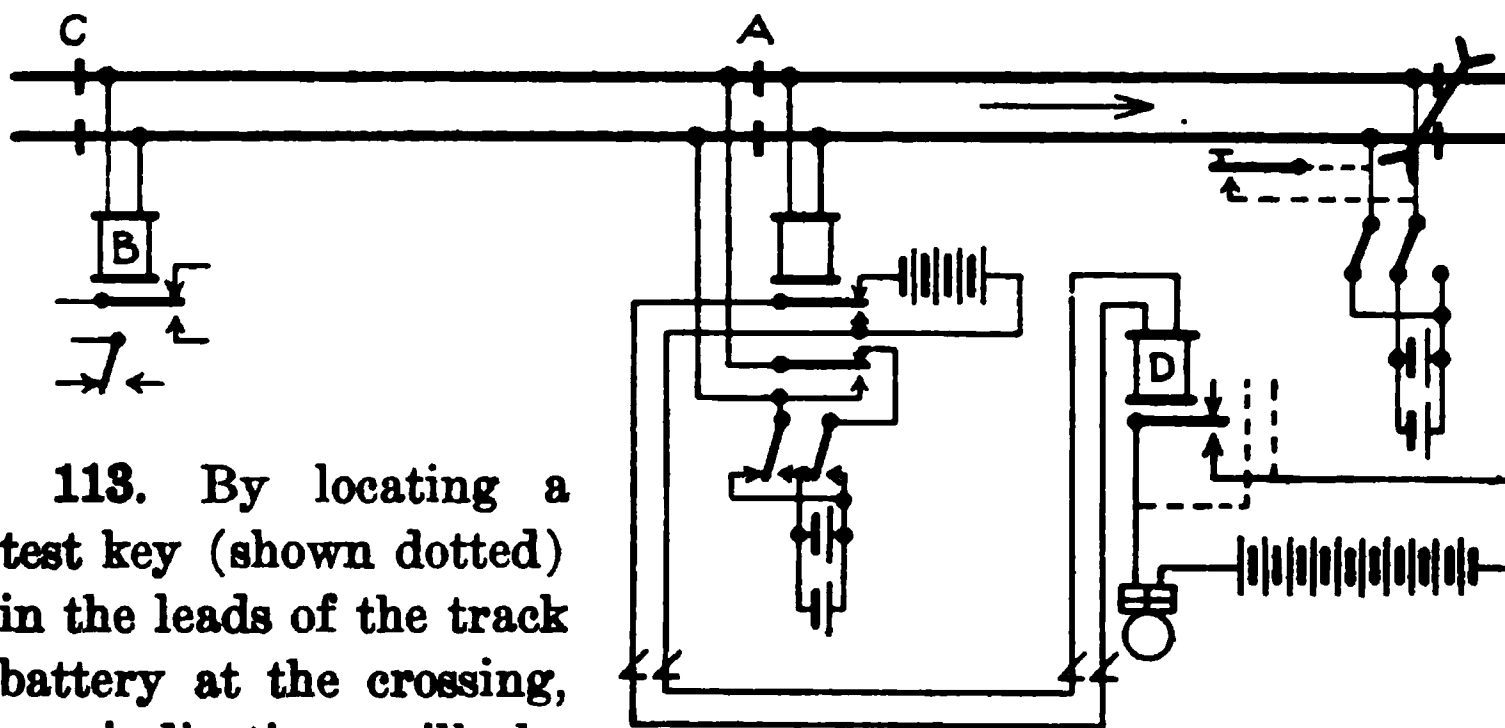 C
A
B
D
113. By locating a
test key (shown dotted)
in the leads of the track
battery at the crossing,